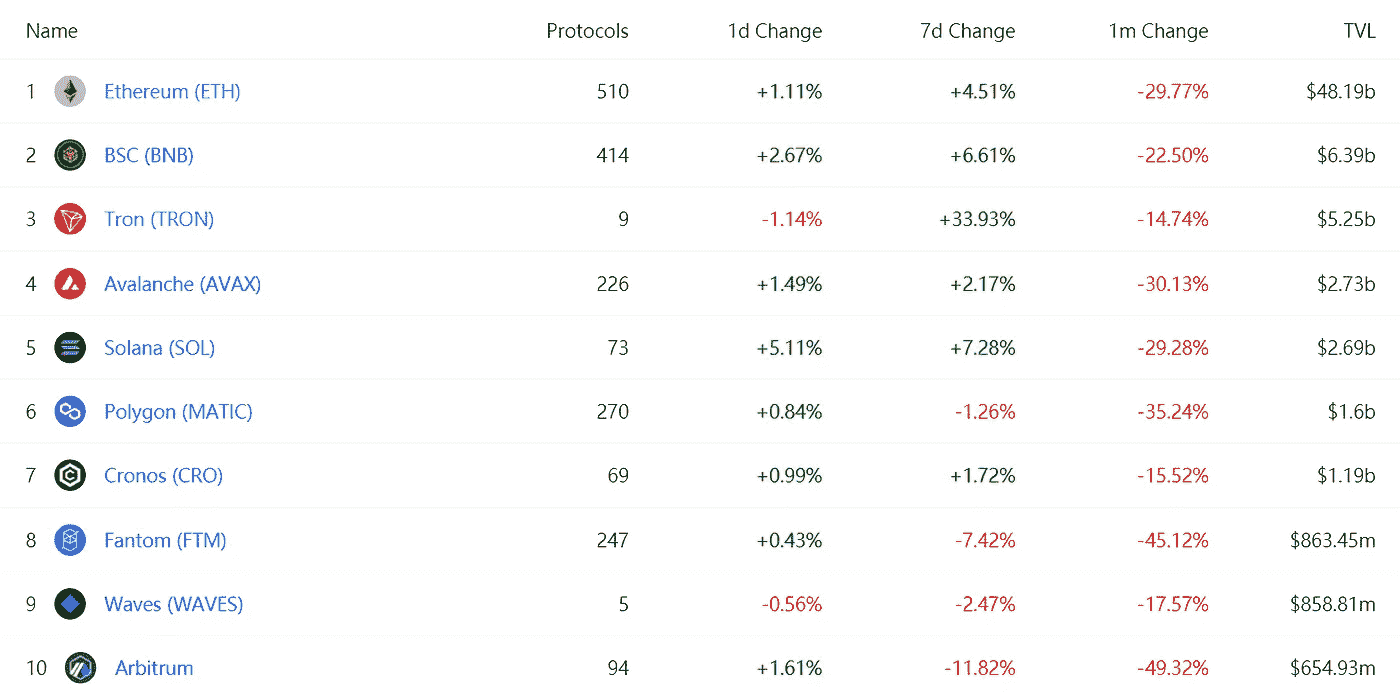 Name Protocols 1d Change 7d Change 1m Change TVL
1 Ethereum (ETH) 510 +1.11% +4.51% -29.77% $48.19b
2 BSC (BNB) 414 +2.67% +6.61% -22.50% $6.39b
3 Tron (TRON) 9 -1.14% +33.93% -14.74% $5.25b
4 Avalanche (AVAX) 226 +1.49% +2.17% -30.13% $2.73b
5 Solana (SOL) 73 +5.11% +7.28% -29.28% $2.69b
6 Polygon (MATIC) 270 +0.84% -1.26% -35.24% $1.6b
7 Cronos (CRO) 69 +0.99% +1.72% -15.52% $1.19b
8 Fantom (FTM) 247 +0.43% -7.42% -45.12% $863.45m
9 Waves (WAVES) 5 -0.56% -2.47% -17.57% $858.81m
10 Arbitrum 94 +1.61% -11.82% -49.32% $654.93m